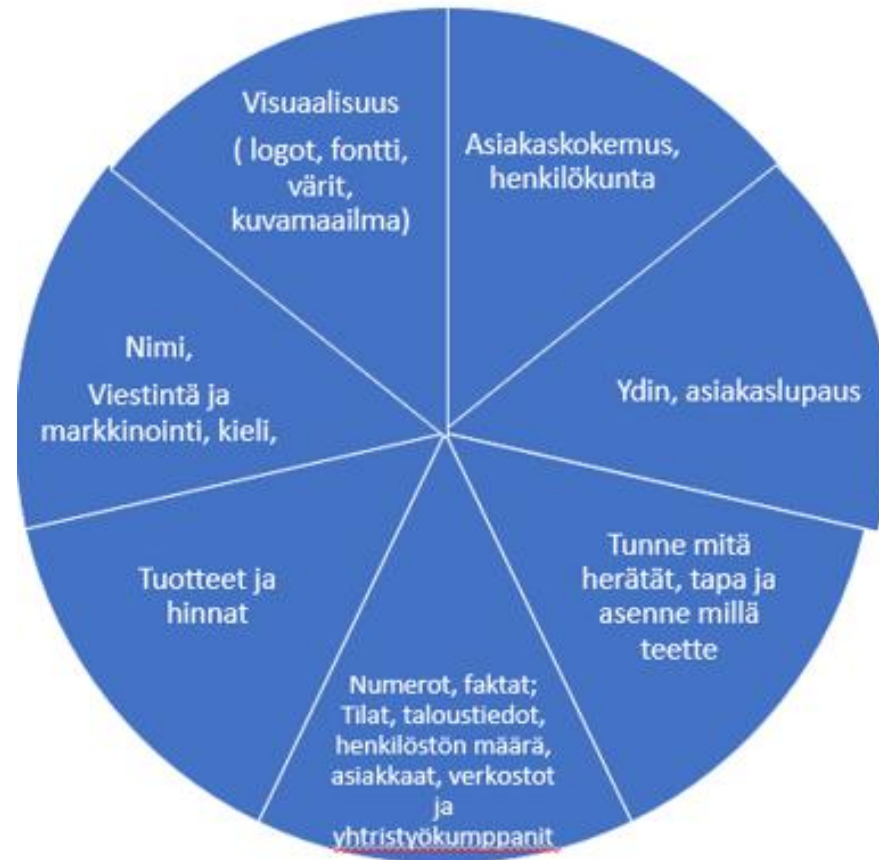 Visuaalisuus
( logot, fontti,
värit,
kuvamaailma)
Asiakaskokemus,
henkilökunta
Ydin, asiakaslupaus
Tunne mitä
herätät, tapa ja
asenne millä
teette
Numerot, faktat;
Tilat, taloustiedot,
henkilöstön määrä,
asiakkaat, verkostot
ja
yhtristyökumppanit
Tuotteet ja
hinnat
Nimi,
Viestintä ja
markkinointi, kieli,